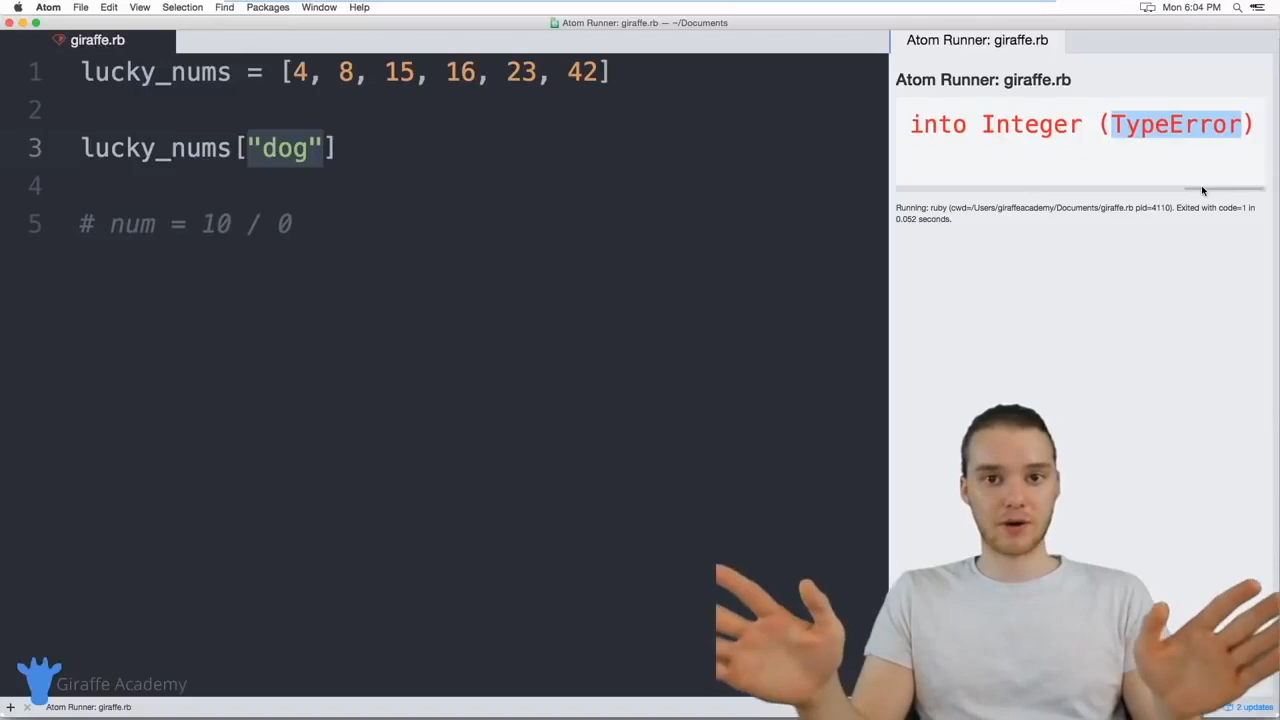 Atom File Edit View Selection Find Packages Window Help Mon 6:04 PM
Atom Runner: giraffe.rb — ~/Documents
giraffe.rb
Atom Runner: giraffe.rb
1 lucky_nums = [4, 8, 15, 16, 23, 42]
2
3 lucky_nums["dog"]
4
5 # num = 10 / 0
Atom Runner: giraffe.rb
into Integer (TypeError)
Running: ruby (cwd=/Users/giraffeacademy/Documents/giraffe.rb pid=4110). Exited with code=1 in
0.052 seconds.
Giraffe Academy
Atom Runner: giraffe.rb
2 updates